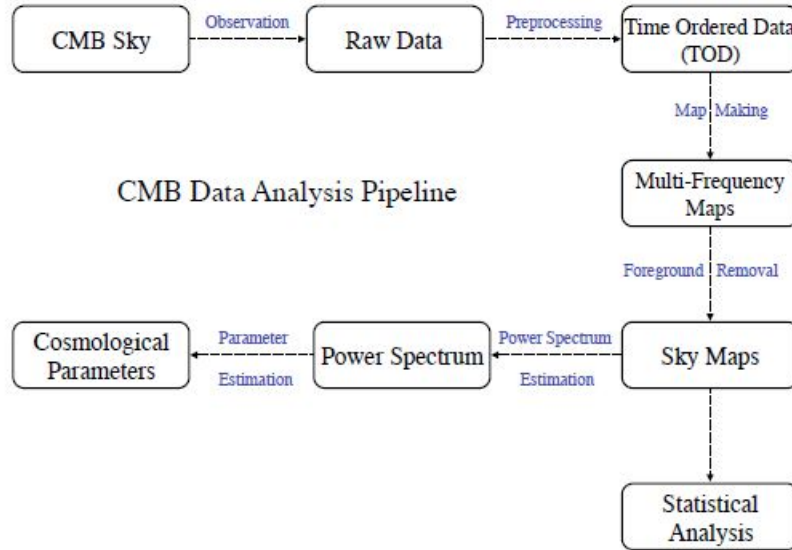 CMB Sky
Observation
Raw Data
Preprocessing
Time Ordered Data
(TOD)
Map Making
CMB Data Analysis Pipeline
Multi-Frequency
Maps
Foreground Removal
Cosmological
Parameters
Parameter
Estimation
Power Spectrum
Power Spectrum
Estimation
Sky Maps
Statistical
Analysis